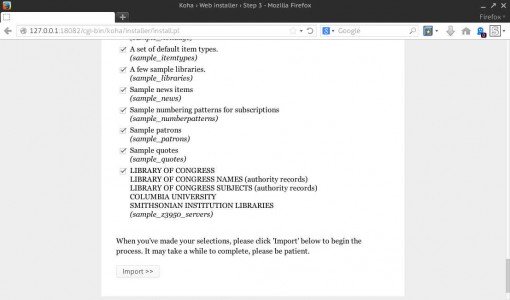 Koha › Web installer › Step 3 - Mozilla Firefox
Firefox
127.0.0.1:18082/cgi-bin/koha/installer/install.pl
Google
A set of default item types.
(sample_itemtypes)
A few sample libraries.
(sample_libraries)
Sample news items
(sample_news)
Sample numbering patterns for subscriptions
(sample_numberpatterns)
Sample patrons
(sample_patrons)
Sample quotes
(sample_quotes)
LIBRARY OF CONGRESS
LIBRARY OF CONGRESS NAMES (authority records)
LIBRARY OF CONGRESS SUBJECTS (authority records)
COLUMBIA UNIVERSITY
SMITHSONIAN INSTITUTION LIBRARIES
(sample_z3950_servers)
When you've made your selections, please click 'Import' below to begin the
process. It may take a while to complete, please be patient.
Import >>